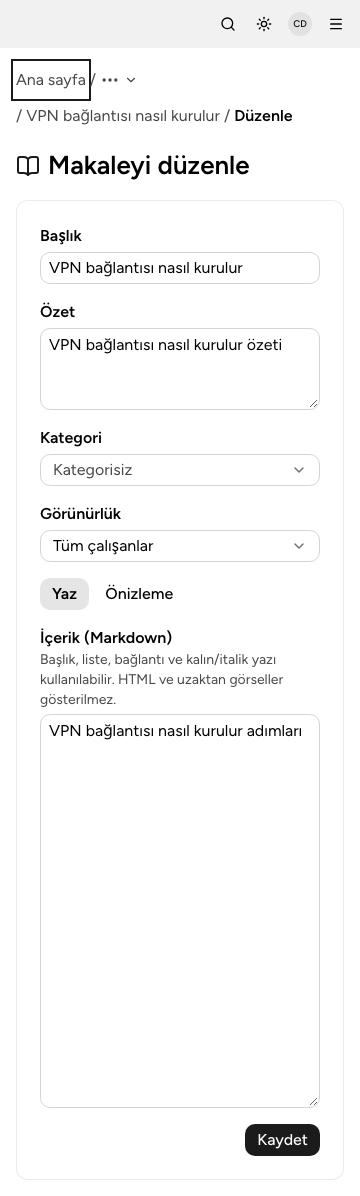 CD
Ana sayfa / ...
/ VPN bağlantısı nasıl kurulur / Düzenle
Makaleyi düzenle
Başlık
VPN bağlantısı nasıl kurulur
Özet
VPN bağlantısı nasıl kurulur özeti
Kategori
Kategorisiz
Görünürlük
Tüm çalışanlar
Yaz Önizleme
İçerik (Markdown)
Başlık, liste, bağlantı ve kalın/italik yazı
kullanılabilir. HTML ve uzaktan görseller
gösterilmez.
VPN bağlantısı nasıl kurulur adımları
Kaydet